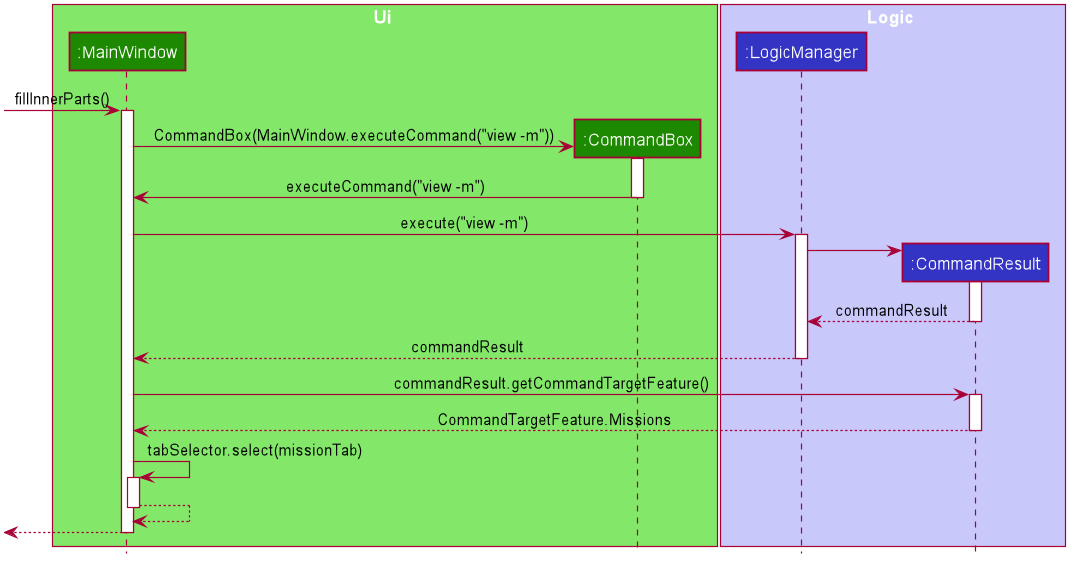 Ui
Logic
:MainWindow
:LogicManager
fillInnerParts()
CommandBox(MainWindow.executeCommand("view -m"))
:CommandBox
executeCommand("view -m")
execute("view -m")
:CommandResult
commandResult
commandResult
commandResult.getCommandTargetFeature()
CommandTargetFeature.Missions
tabSelector.select(missionTab)